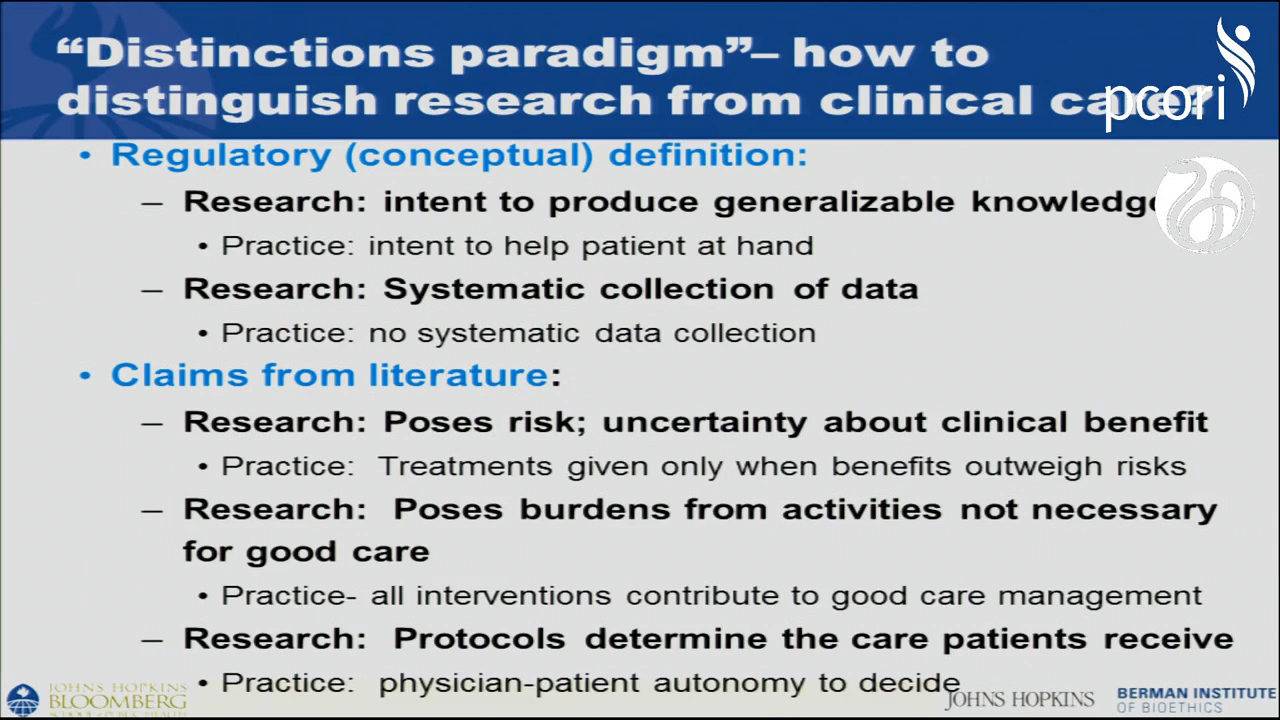 “Distinctions paradigm”– how to
distinguish research from clinical care?
pcori
• Regulatory (conceptual) definition:
– Research: intent to produce generalizable knowledge
• Practice: intent to help patient at hand
– Research: Systematic collection of data
• Practice: no systematic data collection
• Claims from literature:
– Research: Poses risk; uncertainty about clinical benefit
• Practice: Treatments given only when benefits outweigh risks
– Research: Poses burdens from activities not necessary
for good care
• Practice- all interventions contribute to good care management
– Research: Protocols determine the care patients receive
• Practice: physician-patient autonomy to decide
JOHNS HOPKINS
BLOOMBERG
JOHNS HOPKINS
BERMAN INSTITUTE
OF BIOETHICS